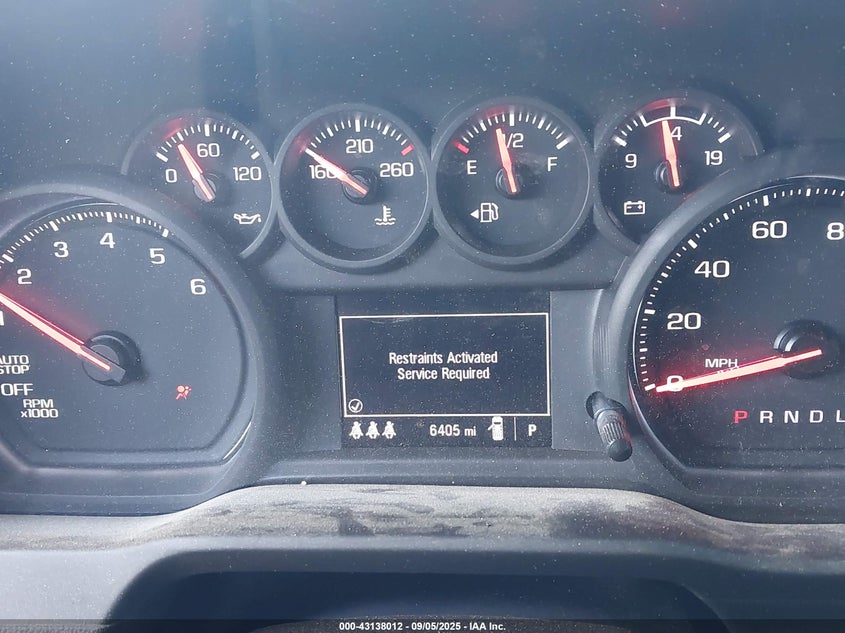 0 60 120
160 210 260
E 1/2 F
9 14 19
1 2 3 4 5 6
AUTO
STOP
OFF
RPM
x1000
Restraints Activated
Service Required
6405 mi P
0 20 40 60
MPH
P R N D L
000-43138012 - 09/05/2025 - IAA Inc.